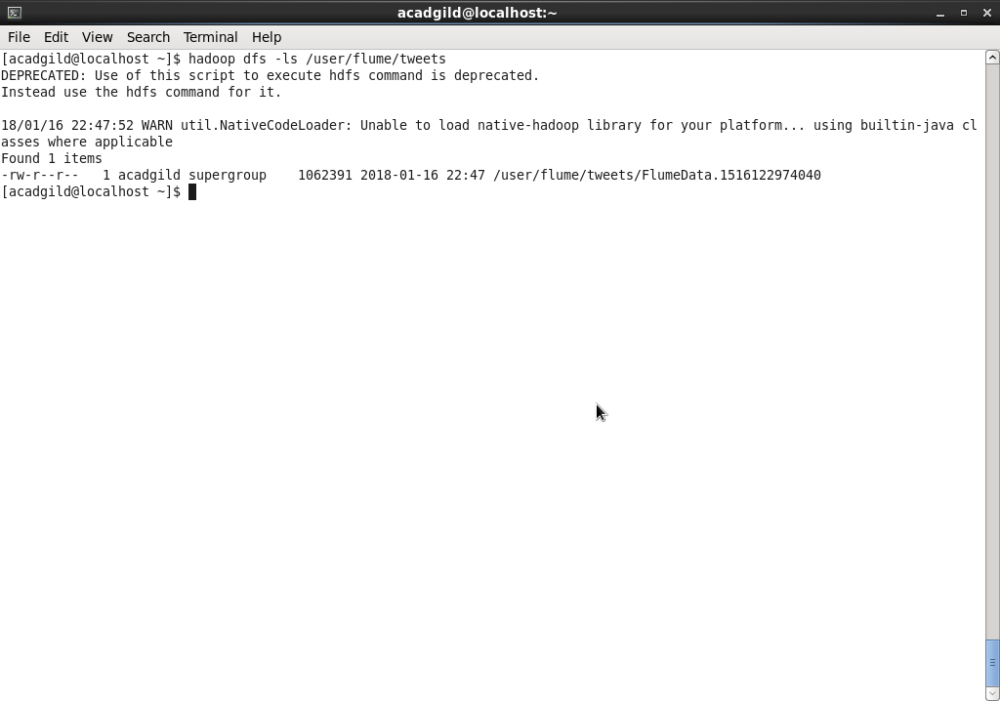 acadgild@localhost:~
File Edit View Search Terminal Help
[acadgild@localhost ~]$ hadoop dfs -ls /user/flume/tweets
DEPRECATED: Use of this script to execute hdfs command is deprecated.
Instead use the hdfs command for it.
18/01/16 22:47:52 WARN util.NativeCodeLoader: Unable to load native-hadoop library for your platform... using builtin-java cl
asses where applicable
Found 1 items
-rw-r--r--   1 acadgild supergroup    1062391 2018-01-16 22:47 /user/flume/tweets/FlumeData.1516122974040
[acadgild@localhost ~]$